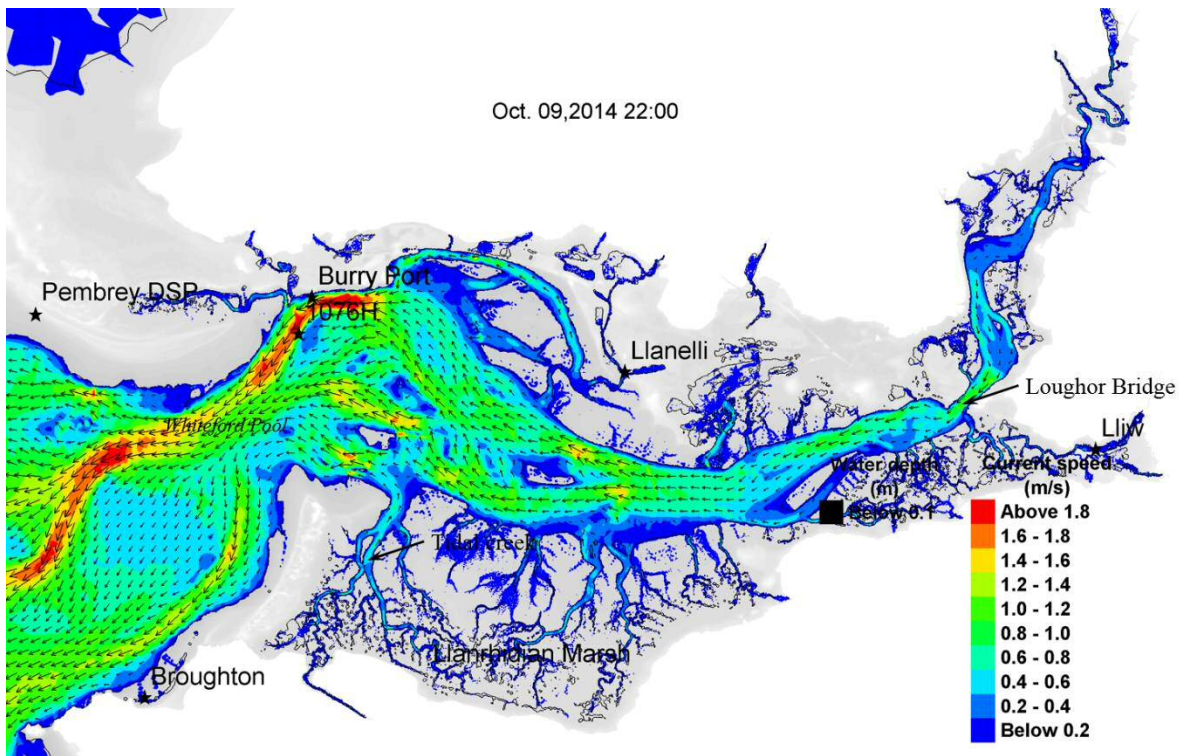 Oct. 09,2014 22:00
Burry Port
Pembrey DSP
1076H
Llanelli
Loughor Bridge
Whiteford Pool
Lliw
Water depth
(m)
Below 0.1
Current speed
(m/s)
Above 1.8
1.6 - 1.8
1.4 - 1.6
1.2 - 1.4
1.0 - 1.2
0.8 - 1.0
0.6 - 0.8
0.4 - 0.6
0.2 - 0.4
Below 0.2
Tidal creek
Llanrhidian Marsh
Broughton